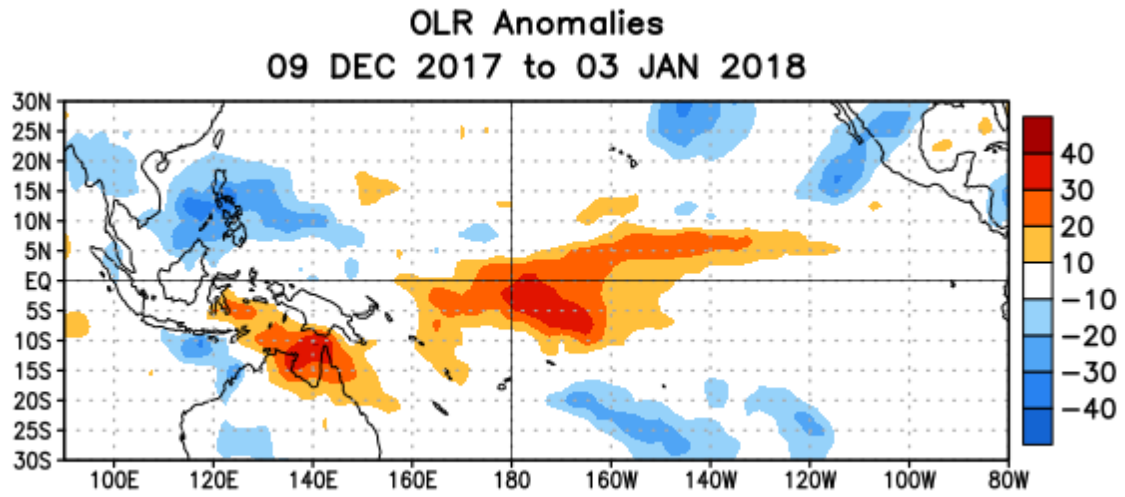 OLR Anomalies
09 DEC 2017 to 03 JAN 2018
30N
25N
20N
15N
10N
5N
EQ
5S
10S
15S
20S
25S
30S
100E 120E 140E 160E 180 160W 140W 120W 100W 80W
40
30
20
10
−10
−20
−30
−40